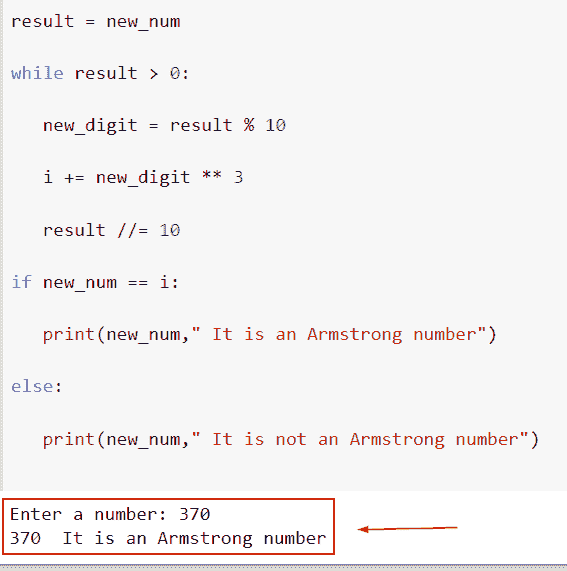 result = new_num
while result > 0:
new_digit = result % 10
i += new_digit ** 3
result //= 10
if new_num == i:
print(new_num," It is an Armstrong number")
else:
print(new_num," It is not an Armstrong number")
Enter a number: 370
370  It is an Armstrong number